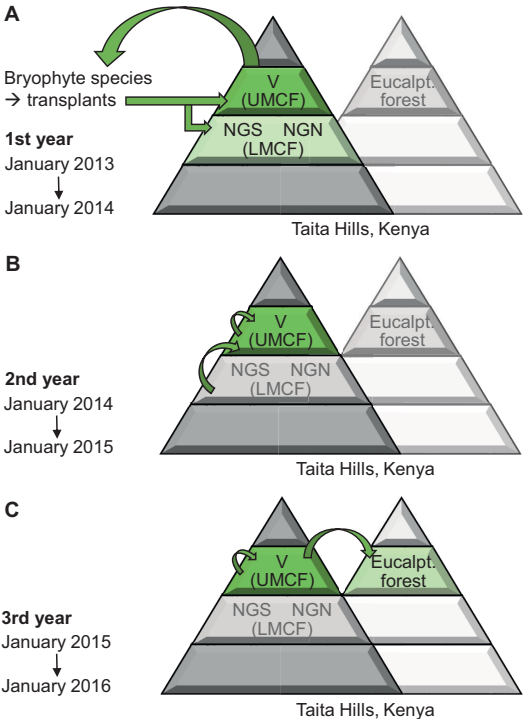 A
Bryophyte species
→ transplants
1st year
January 2013
January 2014
V
(UMCF)
NGS NGN
(LMCF)
Eucalpt.
forest
Taita Hills, Kenya
B
2nd year
January 2014
January 2015
V
(UMCF)
NGS NGN
(LMCF)
Eucalpt.
forest
Taita Hills, Kenya
C
3rd year
January 2015
January 2016
V
(UMCF)
NGS NGN
(LMCF)
Eucalpt.
forest
Taita Hills, Kenya